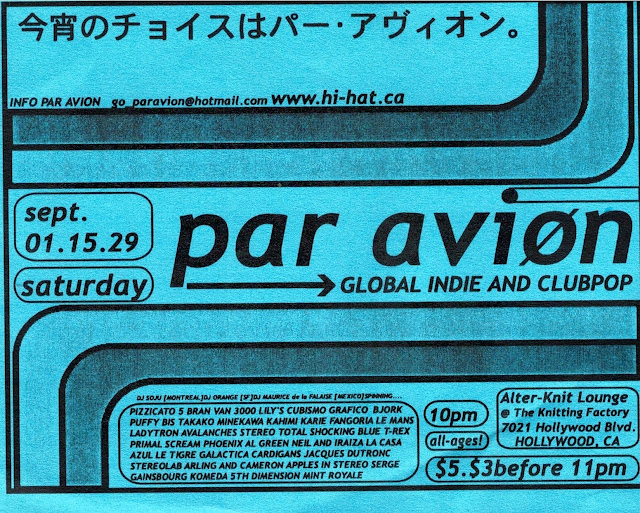 今宵のチョイスはパー・アヴィオン。
INFO PAR AVION go_paravion@hotmail.com www.hi-hat.ca
sept.
01.15.29
saturday
par aviøn
GLOBAL INDIE AND CLUBPOP
DJ SOJU [MONTREAL]DJ ORANGE [SF]DJ MAURICE de la FALAISE [MEXICO]SPINNING....
PIZZICATO 5 BRAN VAN 3000 LILY'S CUBISMO GRAFICO BJORK
PUFFY BIS TAKAKO MINEKAWA KAHIMI KARIE FANGORIA LE MANS
LADYTRON AVALANCHES STEREO TOTAL SHOCKING BLUE T-REX
PRIMAL SCREAM PHOENIX AL GREEN NEIL AND IRAIZA LA CASA
AZUL LE TIGRE GALACTICA CARDIGANS JACQUES DUTRONC
STEREOLAB ARLING AND CAMERON APPLES IN STEREO SERGE
GAINSBOURG KOMEDA 5TH DIMENSION MINT ROYALE
10pm
all-ages!
Alter-Knit Lounge
@ The Knitting Factory
7021 Hollywood Blvd.
HOLLYWOOD, CA
$5.$3before 11pm